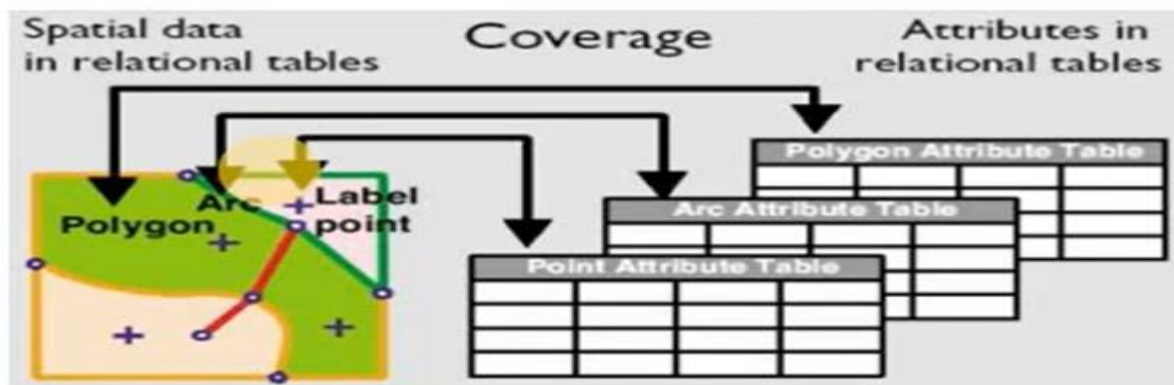 Spatial data
in relational tables
Coverage
Attributes in
relational tables
Polygon
Arc
Label
point
Polygon Attribute Table
Arc Attribute Table
Point Attribute Table